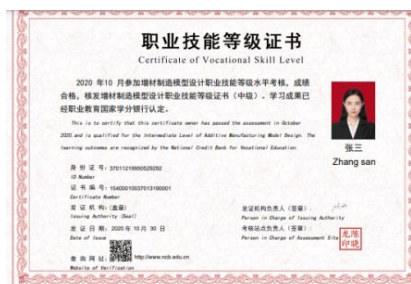 职业技能等级证书
Certificate of Vocational Skill Level
2020 年10 月参加增材制造模型设计职业技能等级水平考核，成绩
合格，核发增材制造模型设计职业技能等级证书（中级）。学习成果已
经职业教育国家学分银行认定。
This is to certify that this certificate owner has passed the assessment in October
2020 and is qualified for the Intermediate Level of Additive Manufacturing Model Design. The
learning outcomes are recognized by the National Credit Bank for Vocational Education.
张三
Zhang san
身 份 证 号：
ID Number
证 书 编 号：
Certificate Number
发 证 机 构：(盖章)
Issuing Authority (Seal)
发证机构负责人（签章）：
Person in Charge of Issuing Authority
发 证 日 期：2020 年 10 月 30 日
Date of Issue
考核站点负责人（签章）：
Person in Charge of Assessment Site
查 询 网 址：http://www.ncb.edu.cn
Website of Verification